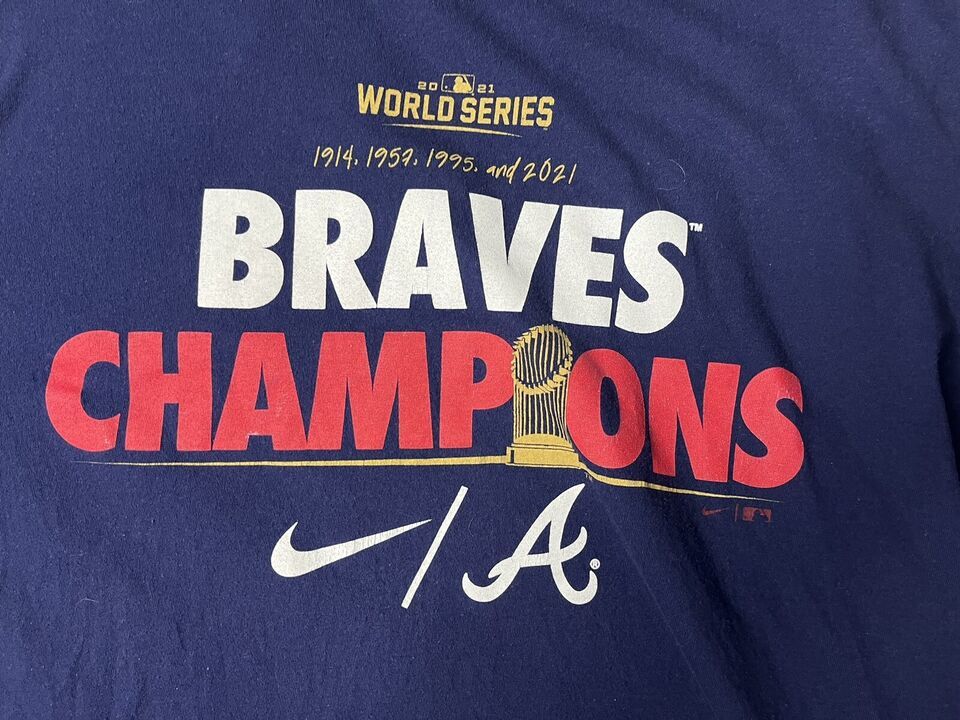 20 21
WORLD SERIES
1914, 1957, 1995, and 2021
BRAVES™
CHAMPIONS
A®